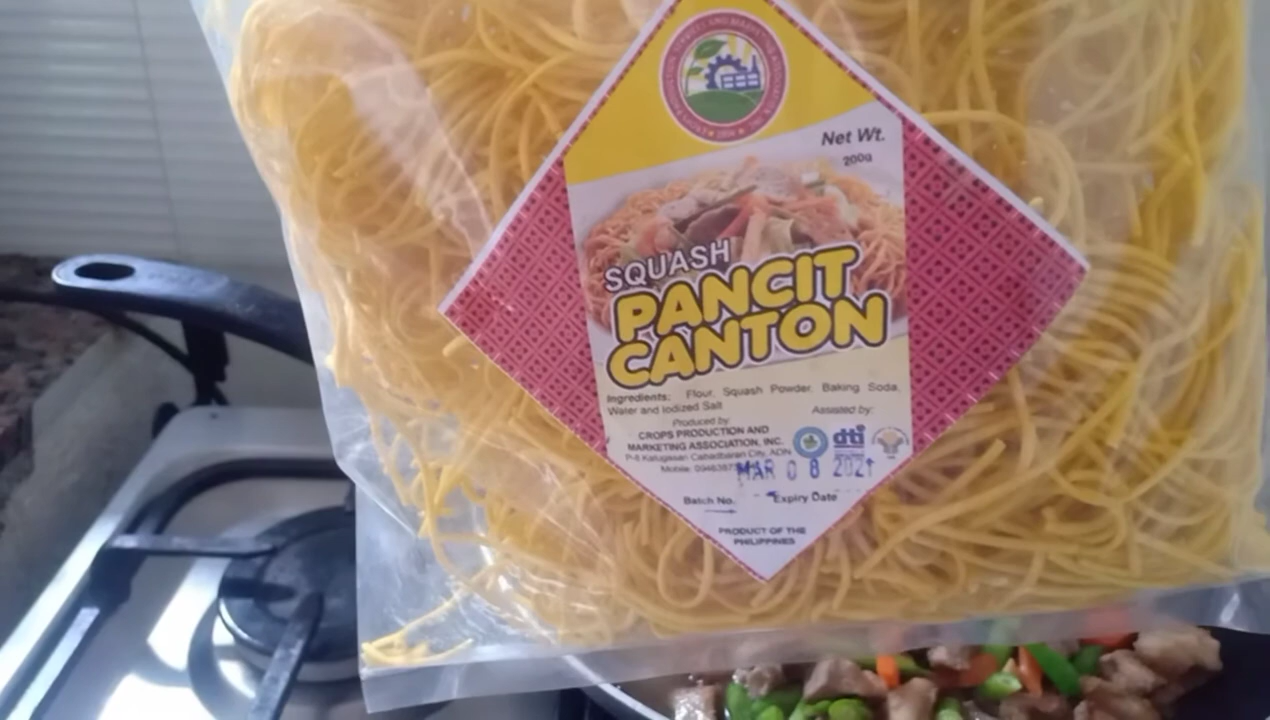 Net Wt.
200g
SQUASH
PANCIT
CANTON
Ingredients: Flour, Squash Powder, Baking Soda,
Water and Iodized Salt
Produced by:
Assisted by:
CROPS PRODUCTION AND
MARKETING ASSOCIATION, INC.
dti
MAR 0 8 2021
Batch No.
Expiry Date
PRODUCT OF THE
PHILIPPINES